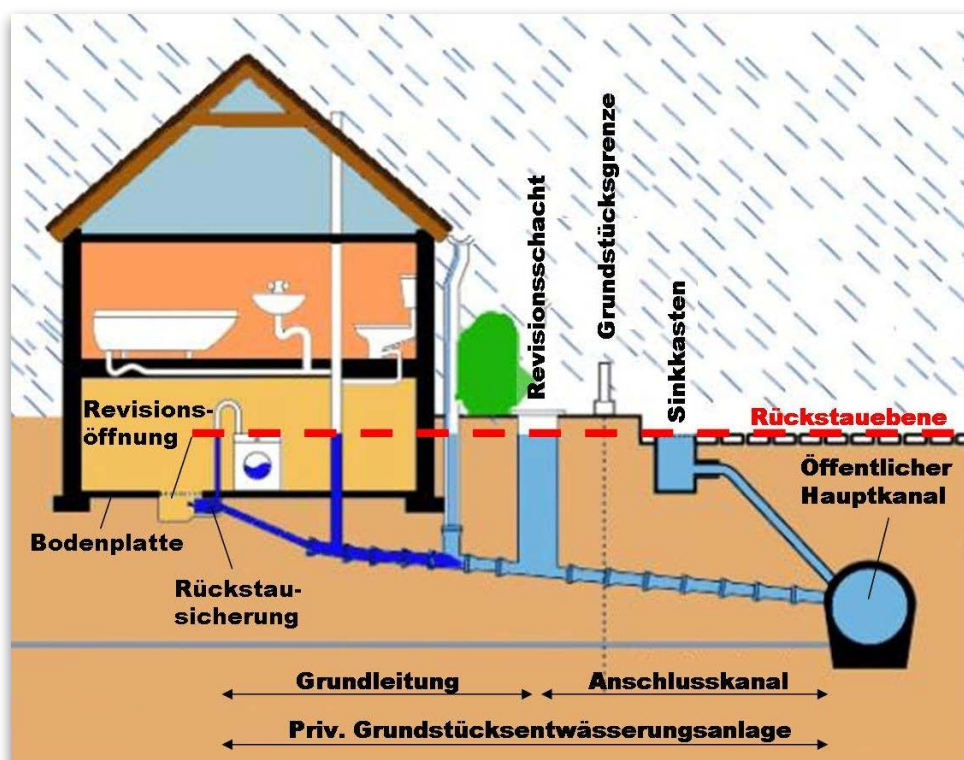 Grundstücksgrenze
Revisionsschacht
Sinkkasten
Revisions-
öffnung
Rückstauebene
Öffentlicher
Hauptkanal
Bodenplatte
Rückstau-
sicherung
Grundleitung
Anschlusskanal
Priv. Grundstücksentwässerungsanlage